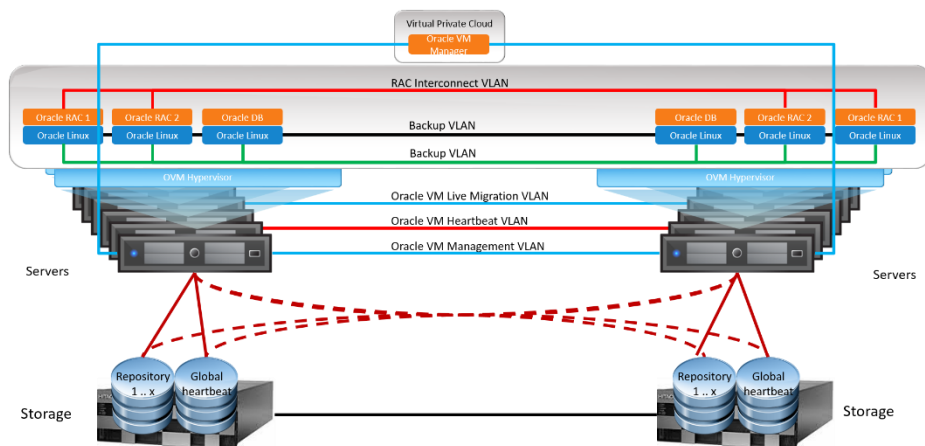 Virtual Private Cloud
Oracle VM
Manager
RAC Interconnect VLAN
Oracle RAC 1 Oracle RAC 2 Oracle DB Oracle DB Oracle RAC 2 Oracle RAC 1
Backup VLAN
Oracle Linux Oracle Linux Oracle Linux Oracle Linux Oracle Linux Oracle Linux
Backup VLAN
OVM Hypervisor OVM Hypervisor
Oracle VM Live Migration VLAN
Oracle VM Heartbeat VLAN
Oracle VM Management VLAN
Servers Servers
Repository Global Repository Global
1 .. x heartbeat 1 .. x heartbeat
Storage Storage